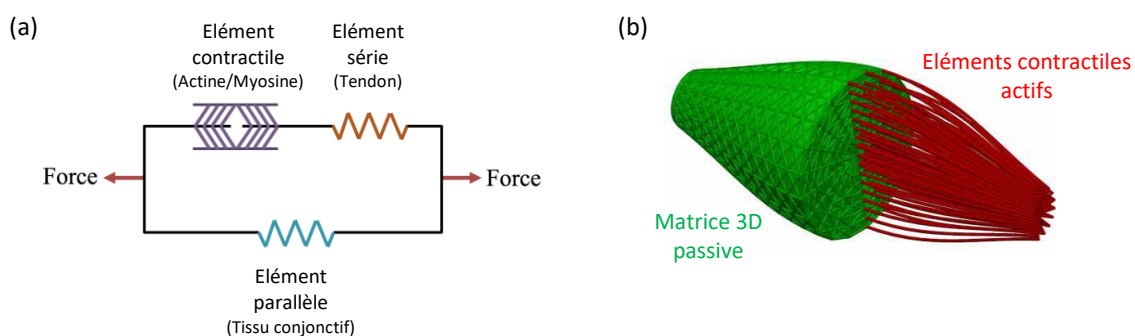 (a)
Elément
contractile
(Actine/Myosine)
Elément
série
(Tendon)
Force
Force
Elément
parallèle
(Tissu conjonctif)
(b)
Eléments contractiles
actifs
Matrice 3D
passive